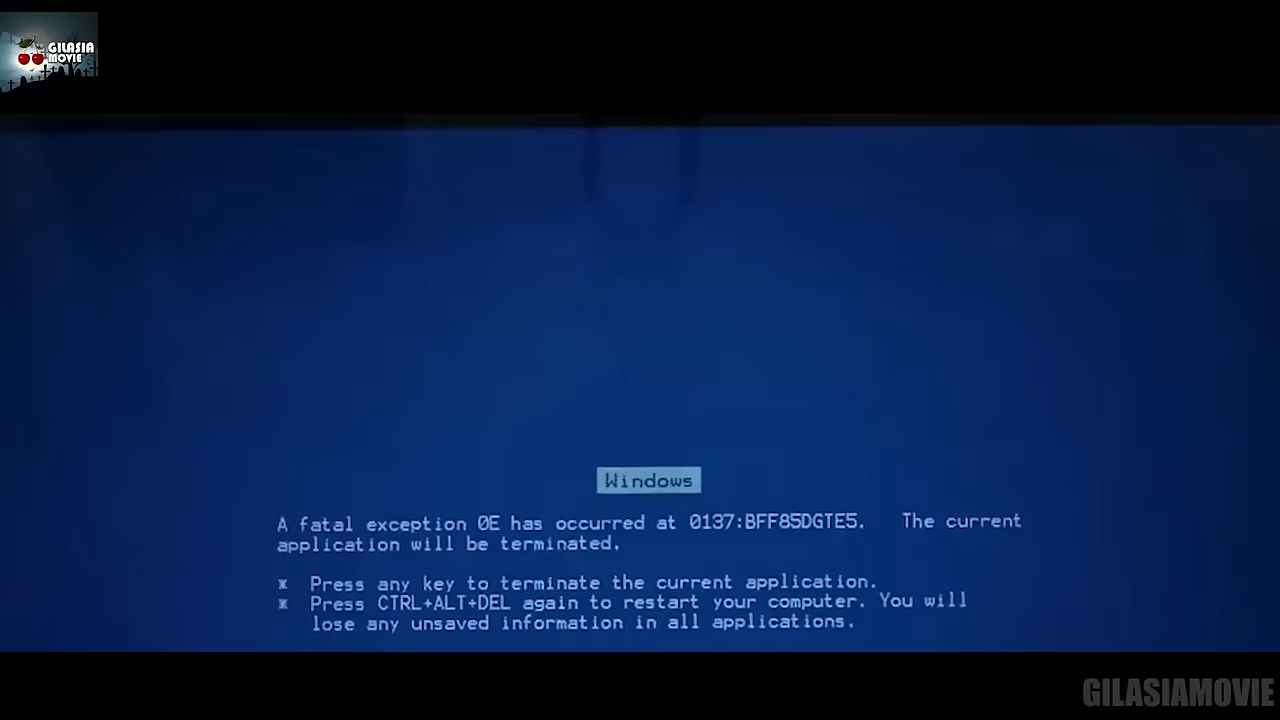 GILASIA
MOVIE
Windows
A fatal exception 0E has occurred at 0137:BFF85DGTE5. The current
application will be terminated.
* Press any key to terminate the current application.
* Press CTRL+ALT+DEL again to restart your computer. You will
lose any unsaved information in all applications.
GILASIAMOVIE